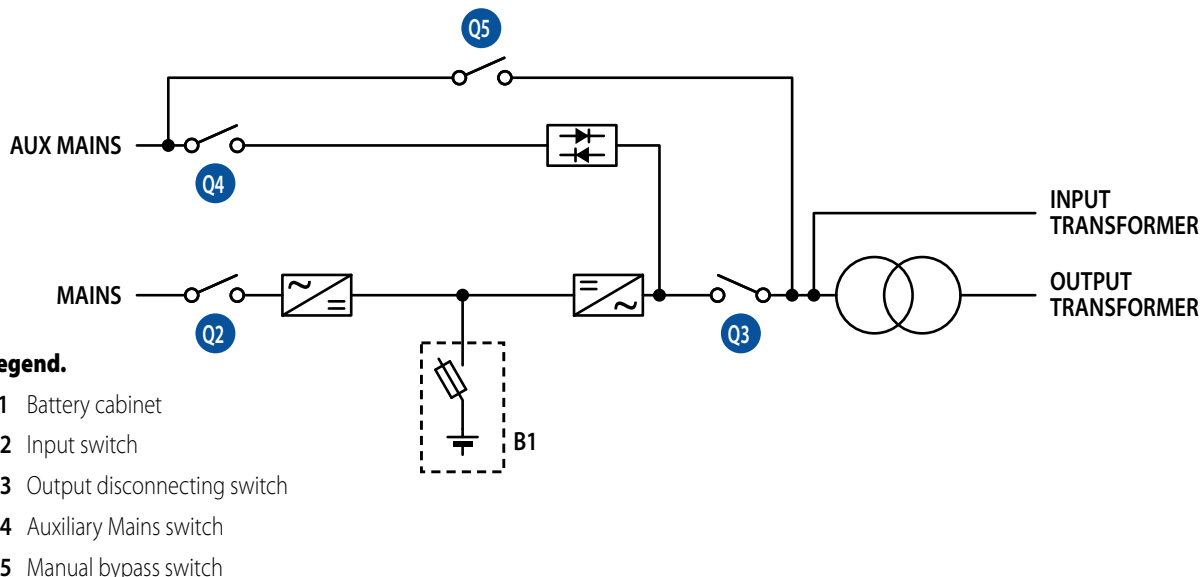 Q5
AUX MAINS
Q4
INPUT
TRANSFORMER
MAINS
OUTPUT
TRANSFORMER
Q2
Q3
B1
egend.
1 Battery cabinet
2 Input switch
3 Output disconnecting switch
4 Auxiliary Mains switch
5 Manual bypass switch